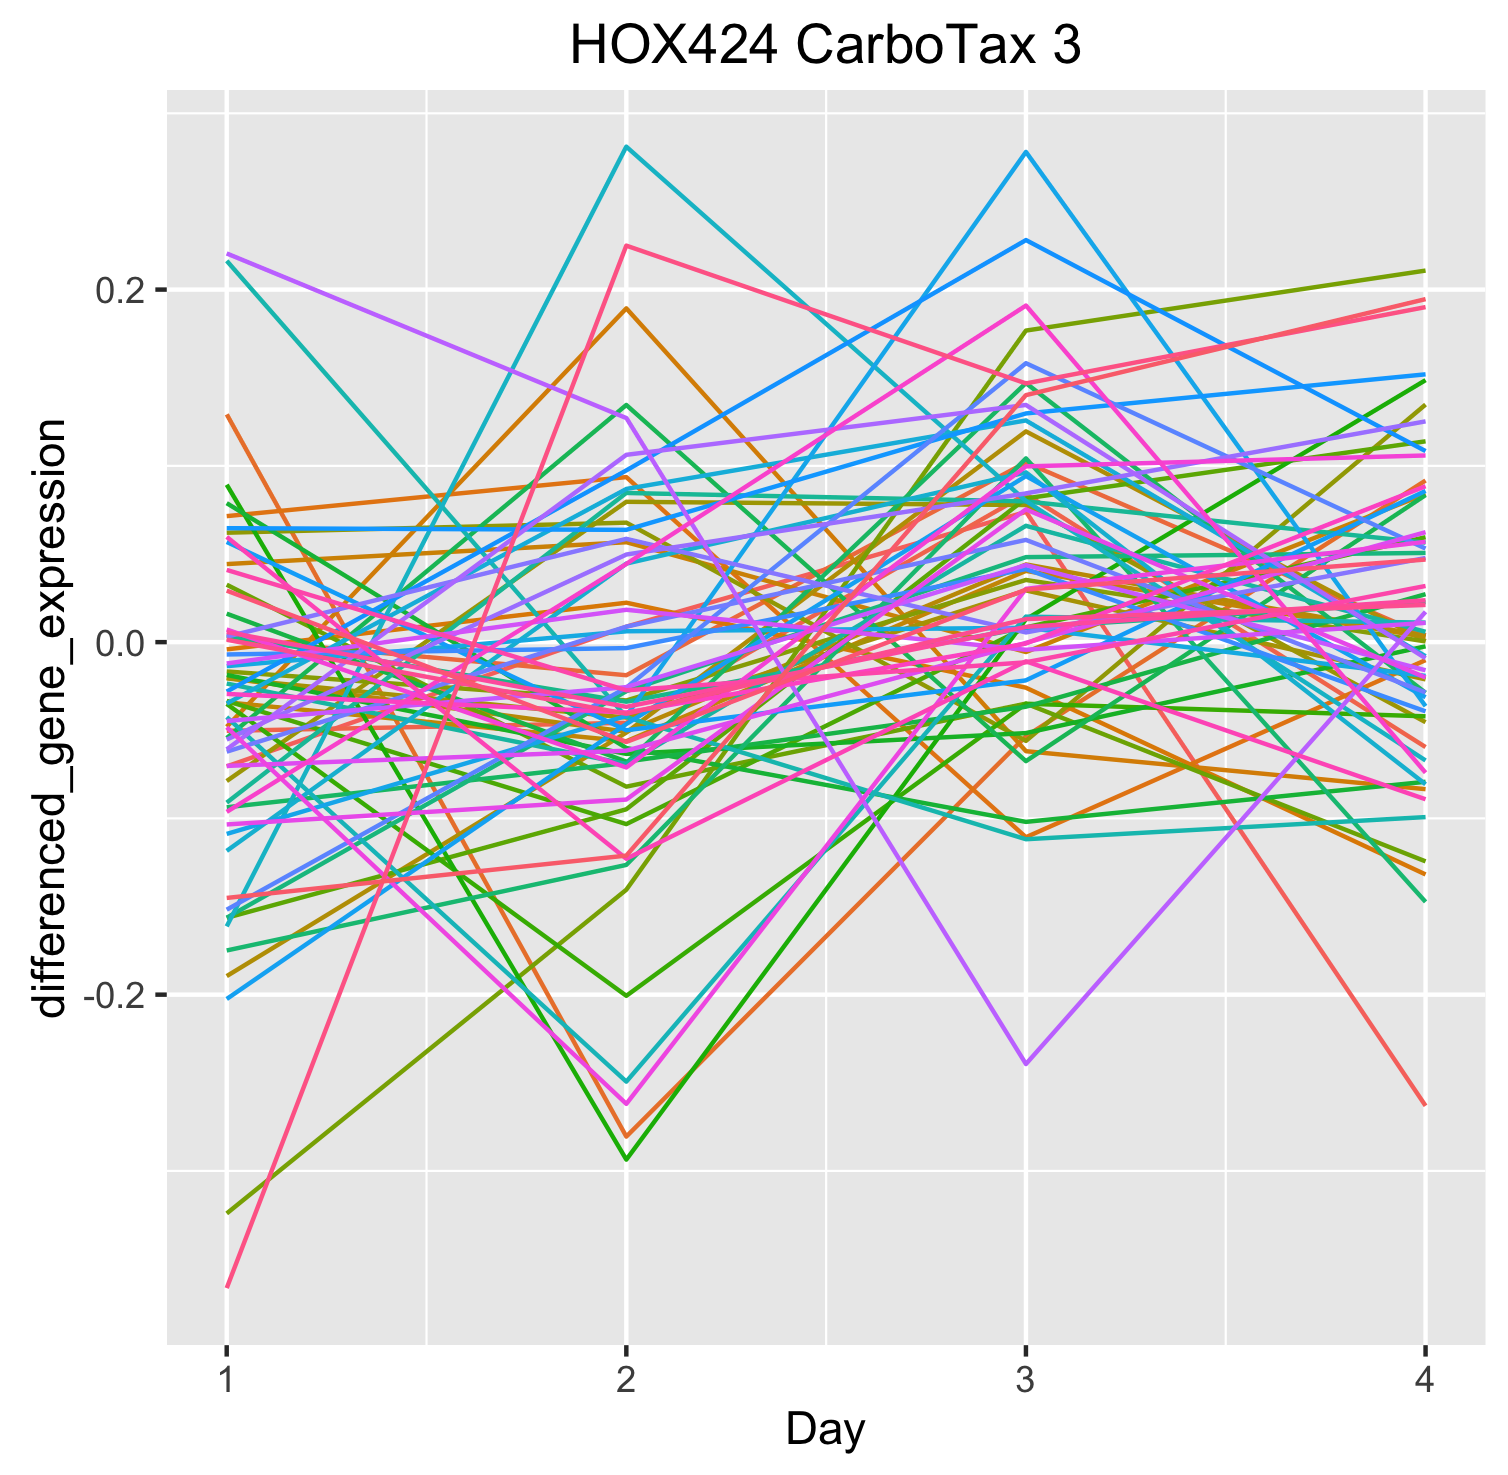 HOX424 CarboTax 3
differenced_gene_expression
0.2
0.0
-0.2
1 2 3 4
Day